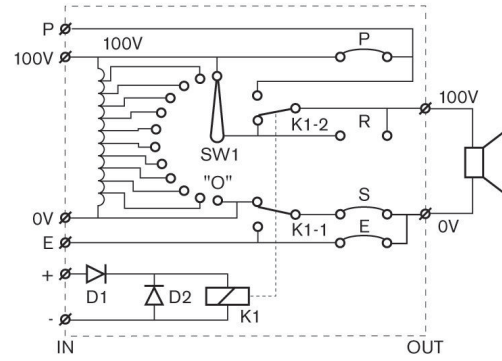 P
100V
100V
P
100V
K1-2
R
SW1
"O"
S
0V
K1-1
E
0V
E
+
D1
D2
K1
-
IN
OUT